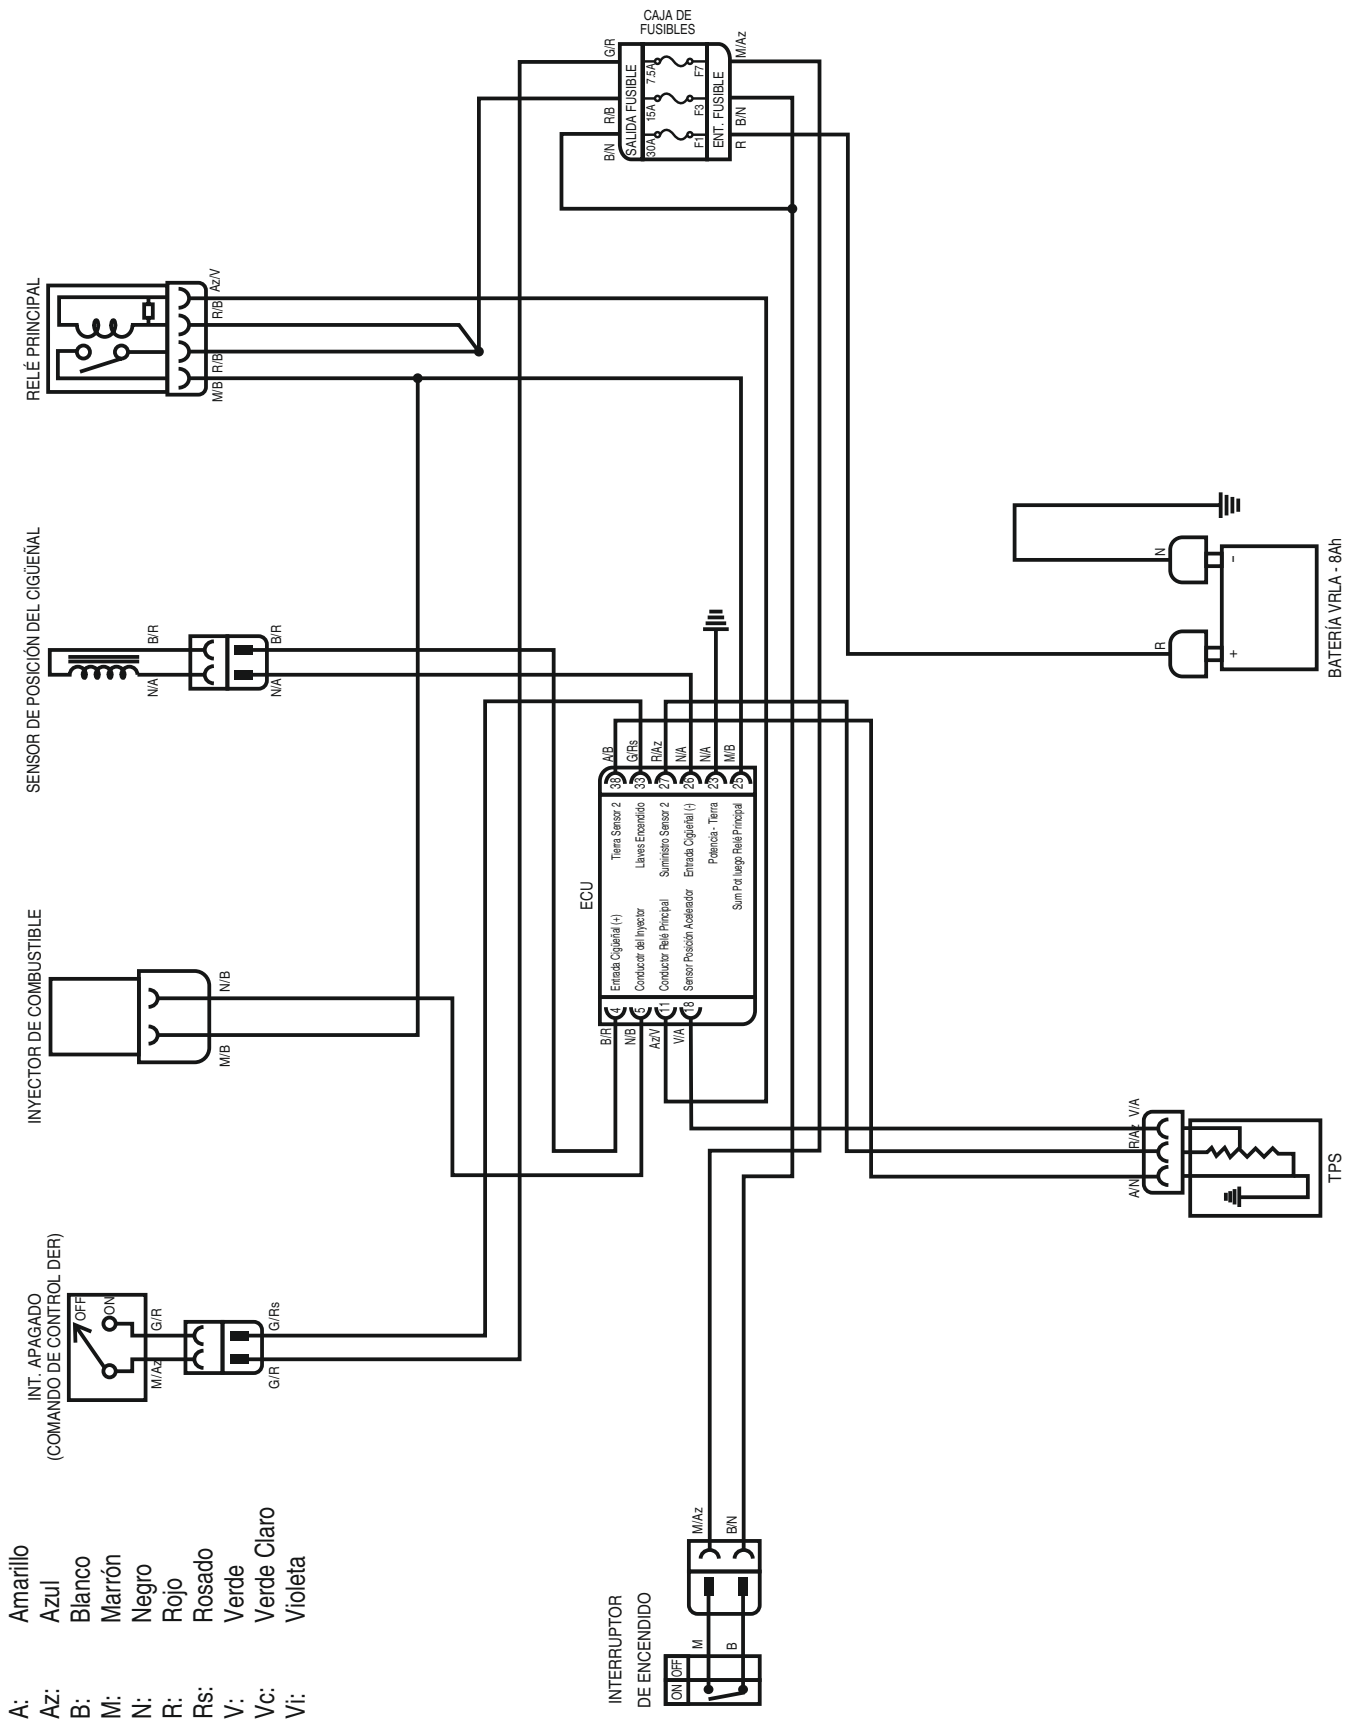 A: Amarillo
Az: Azul
B: Blanco
M: Marrón
N: Negro
R: Rojo
Rs: Rosado
V: Verde
Vc: Verde Claro
Vi: Violeta
INT. APAGADO
(COMANDO DE CONTROL DER)
OFF
ON
M/Az
G/R
G/R
G/Rs
INYECTOR DE COMBUSTIBLE
M/B
N/B
SENSOR DE POSICIÓN DEL CIGÜEÑAL
N/A
B/R
N/A
B/R
RELÉ PRINCIPAL
M/B
R/B
R/B
Az/V
CAJA DE
FUSIBLES
B/N
R/B
G/R
SALIDA FUSIBLE
30A
15A
7.5A
F1
F3
F7
ENT. FUSIBLE
R
B/N
M/Az
ECU
B/R
N/B
Az/V
V/A
4
5
11
18
Entrada Cigüeñal (+)
Conducotr del Inyector
Conductor Relé Principal
Sensor Posición Acelerador
Tierra Sensor 2
Llaves Encendido
Suministro Sensor 2
Entrada Cigüeñal (-)
Potencia - Tierra
Sum Pot luego Relé Principal
38
33
27
26
23
25
A/B
G/Rs
R/Az
N/A
N/A
M/B
INTERRUPTOR
DE ENCENDIDO
ON
OFF
M
B
M/Az
B/N
A/N
R/Az
V/A
TPS
R
N
+
-
BATERÍA VRLA - 8Ah